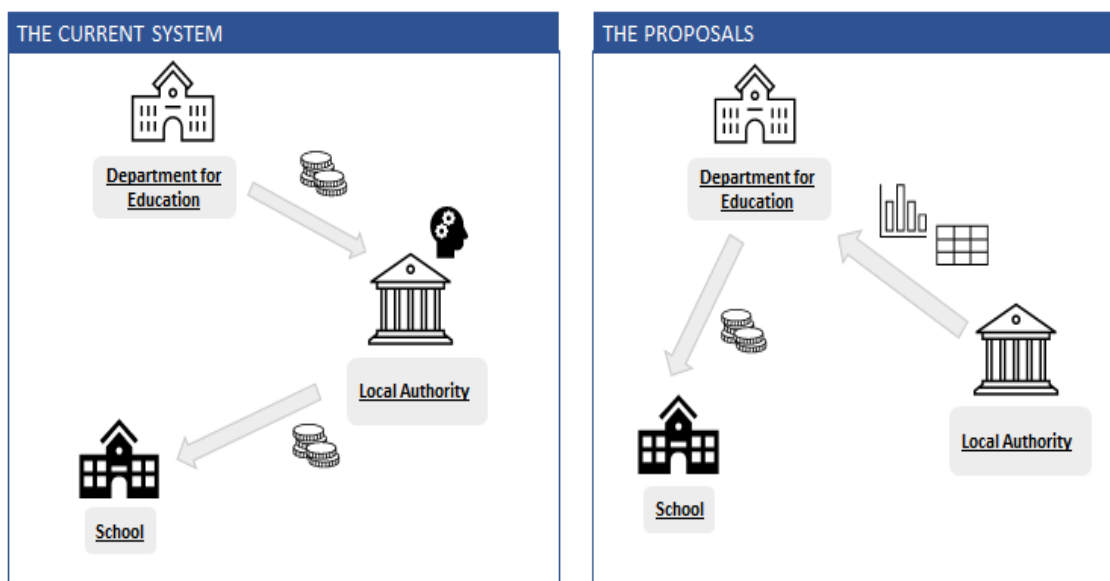 THE CURRENT SYSTEM
Department for
Education
Local Authority
School
THE PROPOSALS
Department for
Education
Local Authority
School